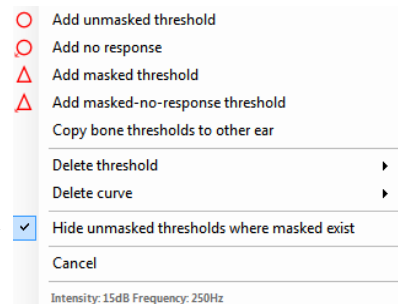 Add unmasked threshold
Add no response
Add masked threshold
Add masked-no-response threshold
Copy bone thresholds to other ear
Delete threshold
Delete curve
Hide unmasked thresholds where masked exist
Cancel
Intensity: 15dB Frequency: 250Hz